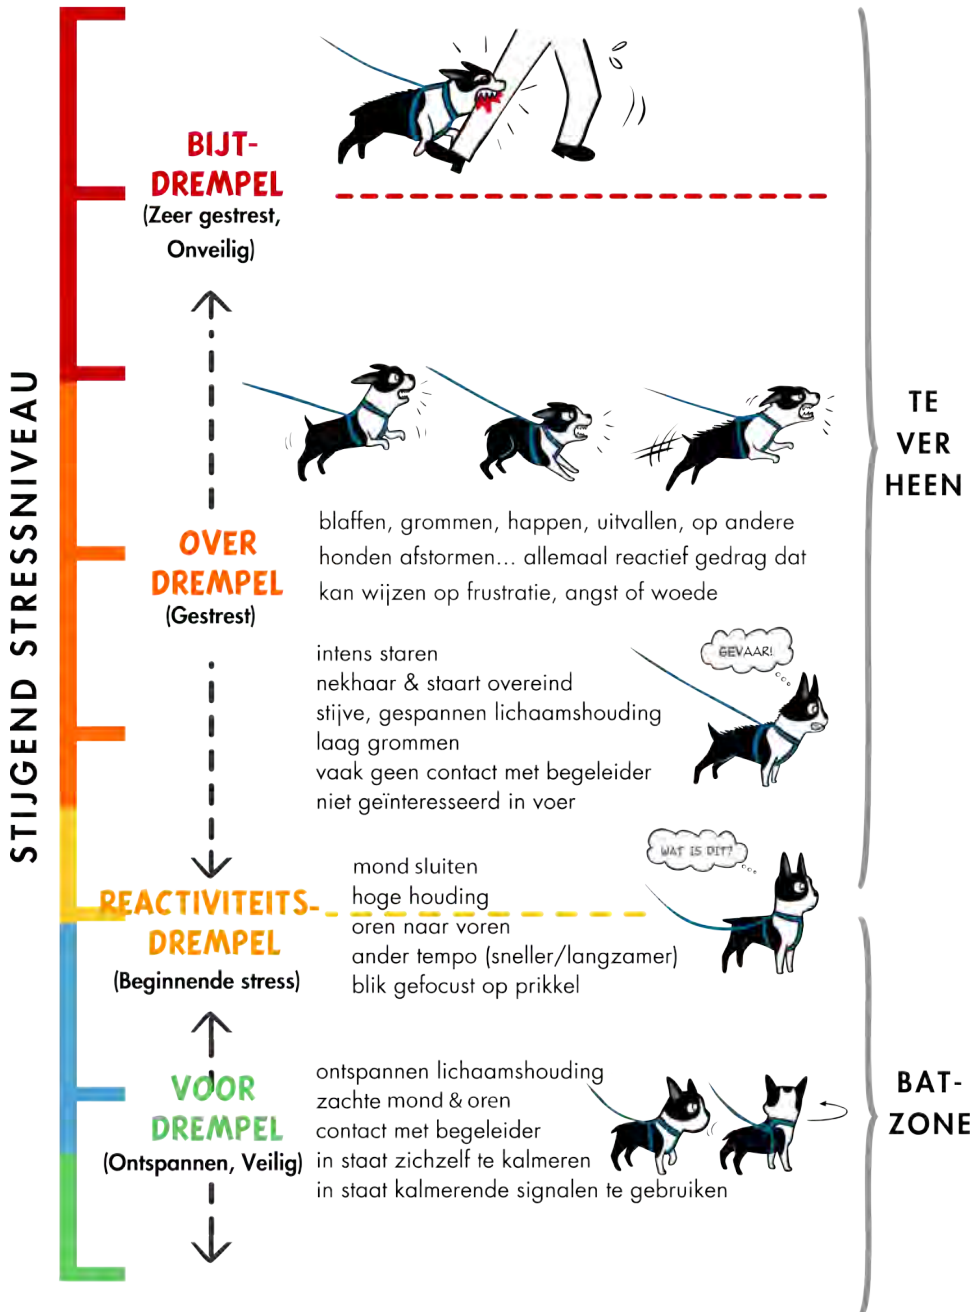 STIJGEND STRESSNIVEAU
BIJT-
DREMPEL
(Zeer gestrest,
Onveilig)
OVER
DREMPEL
(Gestrest)
blaffen, grommen, happen, uitvallen, op andere
honden afstormen... allemaal reactief gedrag dat
kan wijzen op frustratie, angst of woede
intens staren
nekhaar & staart overeind
stijve, gespannen lichaamshouding
laag grommen
vaak geen contact met begeleider
niet geïnteresseerd in voer
GEVAAR!
TE
VER
HEEN
REACTIVITEITS-
DREMPEL
(Beginnende stress)
mond sluiten
hoge houding
oren naar voren
ander tempo (sneller/langzamer)
blik gefocust op prikkel
WAT IS DIT?
VOOR
DREMPEL
(Ontspannen, Veilig)
ontspannen lichaamshouding
zachte mond & oren
contact met begeleider
in staat zichzelf te kalmeren
in staat kalmerende signalen te gebruiken
BAT-
ZONE